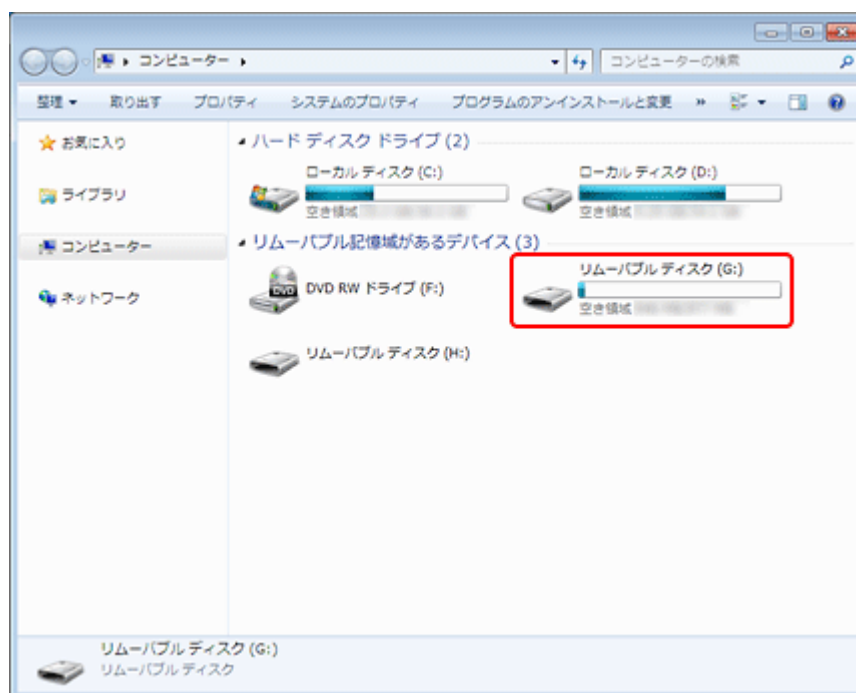 コンピューター
コンピューターの検索
整理 取り出す プロパティ システムのプロパティ プログラムのアンインストールと変更 »
お気に入り
ライブラリ
コンピューター
ネットワーク
ハード ディスク ドライブ (2)
ローカル ディスク (C:)
空き領域
ローカル ディスク (D:)
空き領域
リムーバブル記憶域があるデバイス (3)
DVD RW ドライブ (F:)
リムーバブル ディスク (G:)
空き領域
リムーバブル ディスク (H:)
リムーバブル ディスク (G:)
リムーバブル ディスク